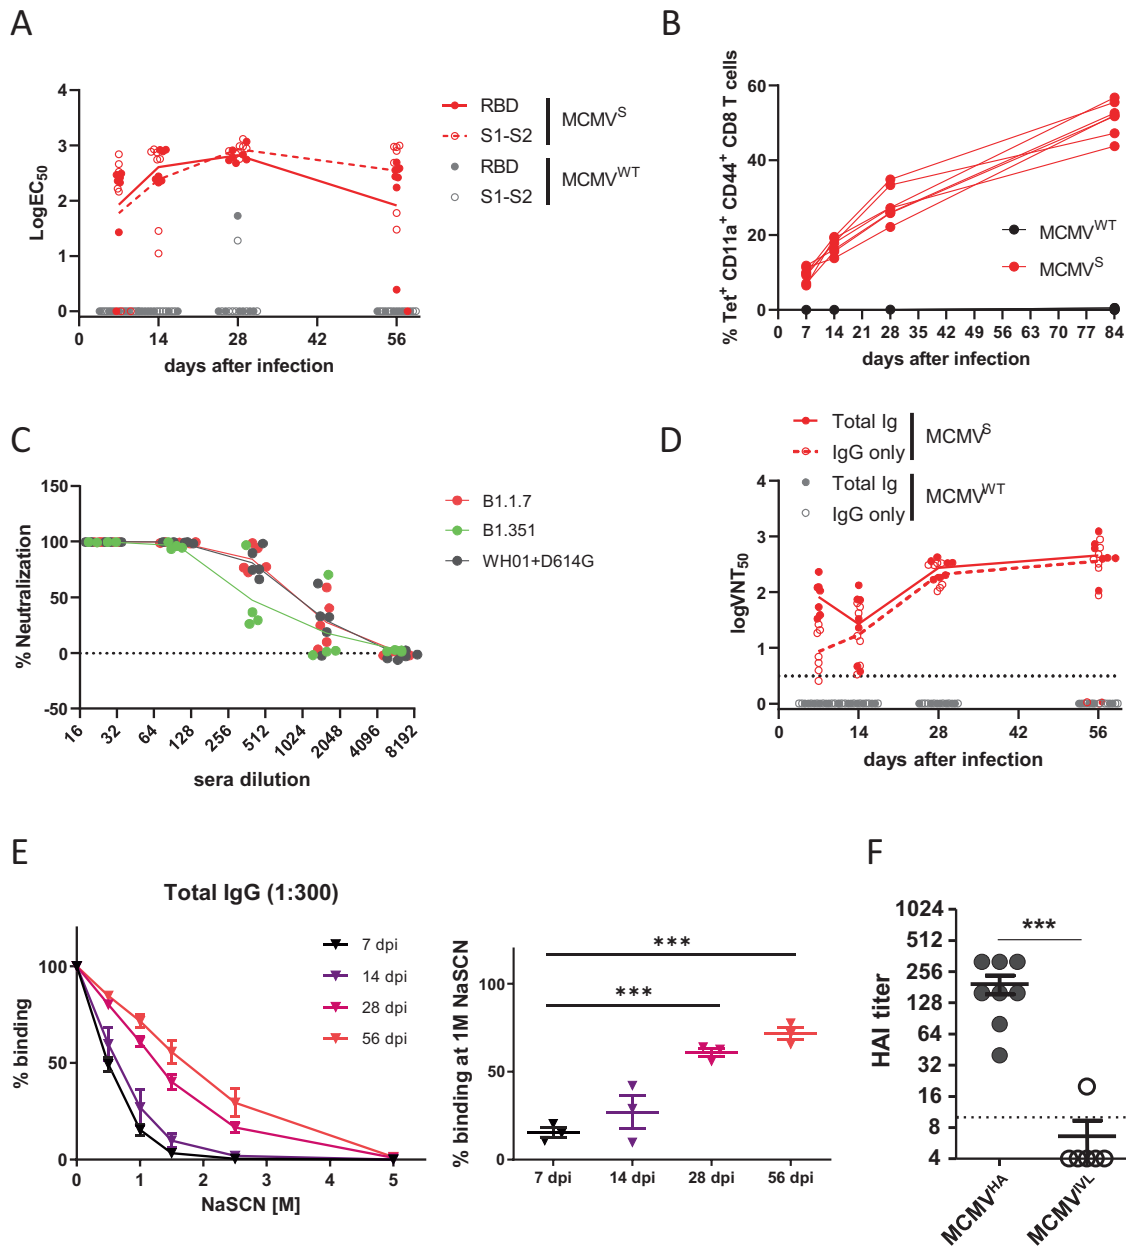 A
LogEC50
4
3
2
1
0
0
14
28
42
56
days after infection
RBD
S1-S2
MCMVS
RBD
S1-S2
MCMVWT
B
% Tet+ CD11a+ CD44+ CD8 T cells
60
40
20
0
0
7
14
21
28
35
42
49
56
63
70
77
84
days after infection
MCMVWT
MCMVS
C
% Neutralization
150
100
50
0
-50
16
32
64
128
256
512
1024
2048
4096
8192
sera dilution
B1.1.7
B1.351
WH01+D614G
D
Total Ig
IgG only
MCMVS
Total Ig
IgG only
MCMVWT
logVNT50
4
3
2
1
0
0
14
28
42
56
days after infection
E
Total IgG (1:300)
% binding
100
50
0
0
1
2
3
4
5
NaSCN [M]
7 dpi
14 dpi
28 dpi
56 dpi
% binding at 1M NaSCN
100
50
0
***
***
7 dpi
14 dpi
28 dpi
56 dpi
F
HAI titer
1024
512
256
128
64
32
16
8
4
***
MCMVHA
MCMVIVL